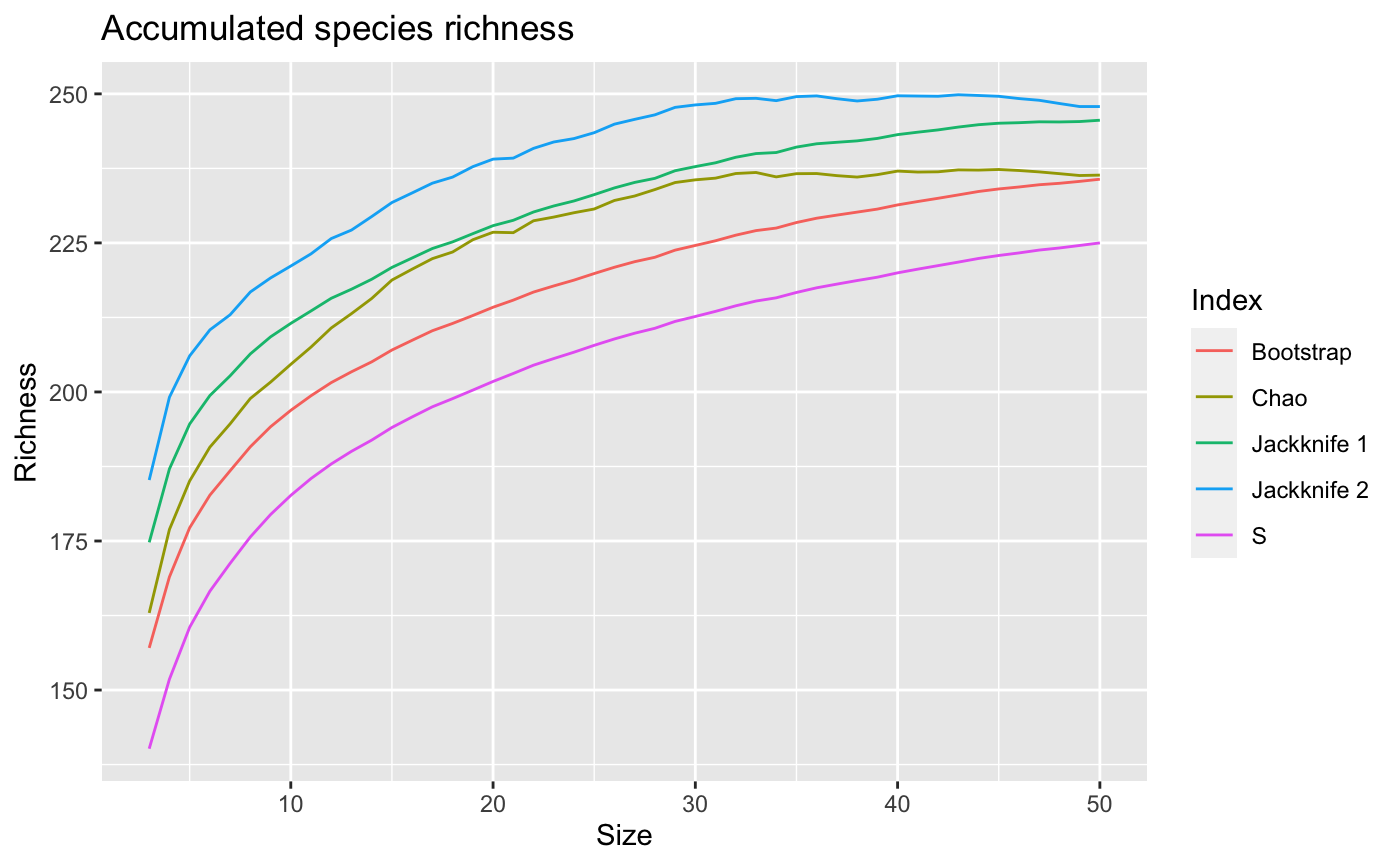 Accumulated species richness
250
225
200
175
150
Richness
10 20 30 40 50
Size
Index
Bootstrap
Chao
Jackknife 1
Jackknife 2
S